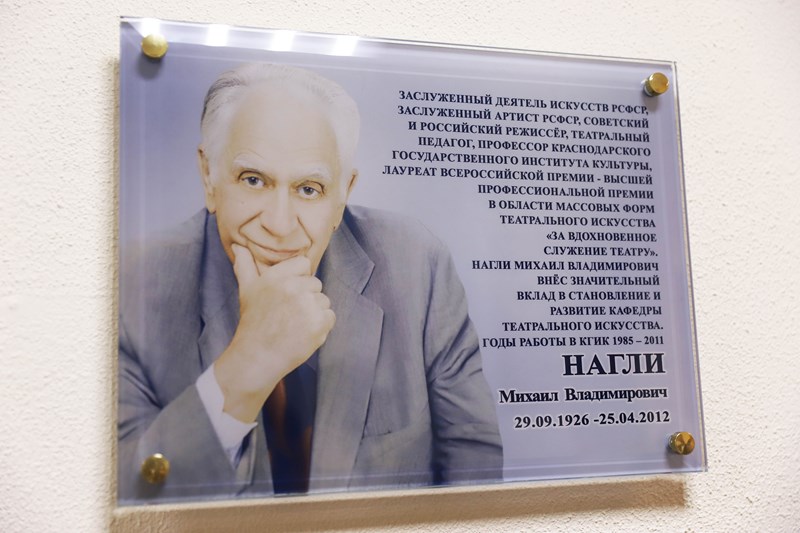 ЗАСЛУЖЕННЫЙ ДЕЯТЕЛЬ ИСКУССТВ РСФСР,
ЗАСЛУЖЕННЫЙ АРТИСТ РСФСР, СОВЕТСКИЙ
И РОССИЙСКИЙ РЕЖИССЁР, ТЕАТРАЛЬНЫЙ
ПЕДАГОГ, ПРОФЕССОР КРАСНОДАРСКОГО
ГОСУДАРСТВЕННОГО ИНСТИТУТА КУЛЬТУРЫ,
ЛАУРЕАТ ВСЕРОССИЙСКОЙ ПРЕМИИ - ВЫСШЕЙ
ПРОФЕССИОНАЛЬНОЙ ПРЕМИИ
В ОБЛАСТИ МАССОВЫХ ФОРМ
ТЕАТРАЛЬНОГО ИСКУССТВА
«ЗА ВДОХНОВЕННОЕ
СЛУЖЕНИЕ ТЕАТРУ».
НАГЛИ МИХАИЛ ВЛАДИМИРОВИЧ
ВНЁС ЗНАЧИТЕЛЬНЫЙ
ВКЛАД В СТАНОВЛЕНИЕ И
РАЗВИТИЕ КАФЕДРЫ
ТЕАТРАЛЬНОГО ИСКУССТВА.
ГОДЫ РАБОТЫ В КГИК 1985 – 2011
НАГЛИ
Михаил Владимирович
29.09.1926 -25.04.2012